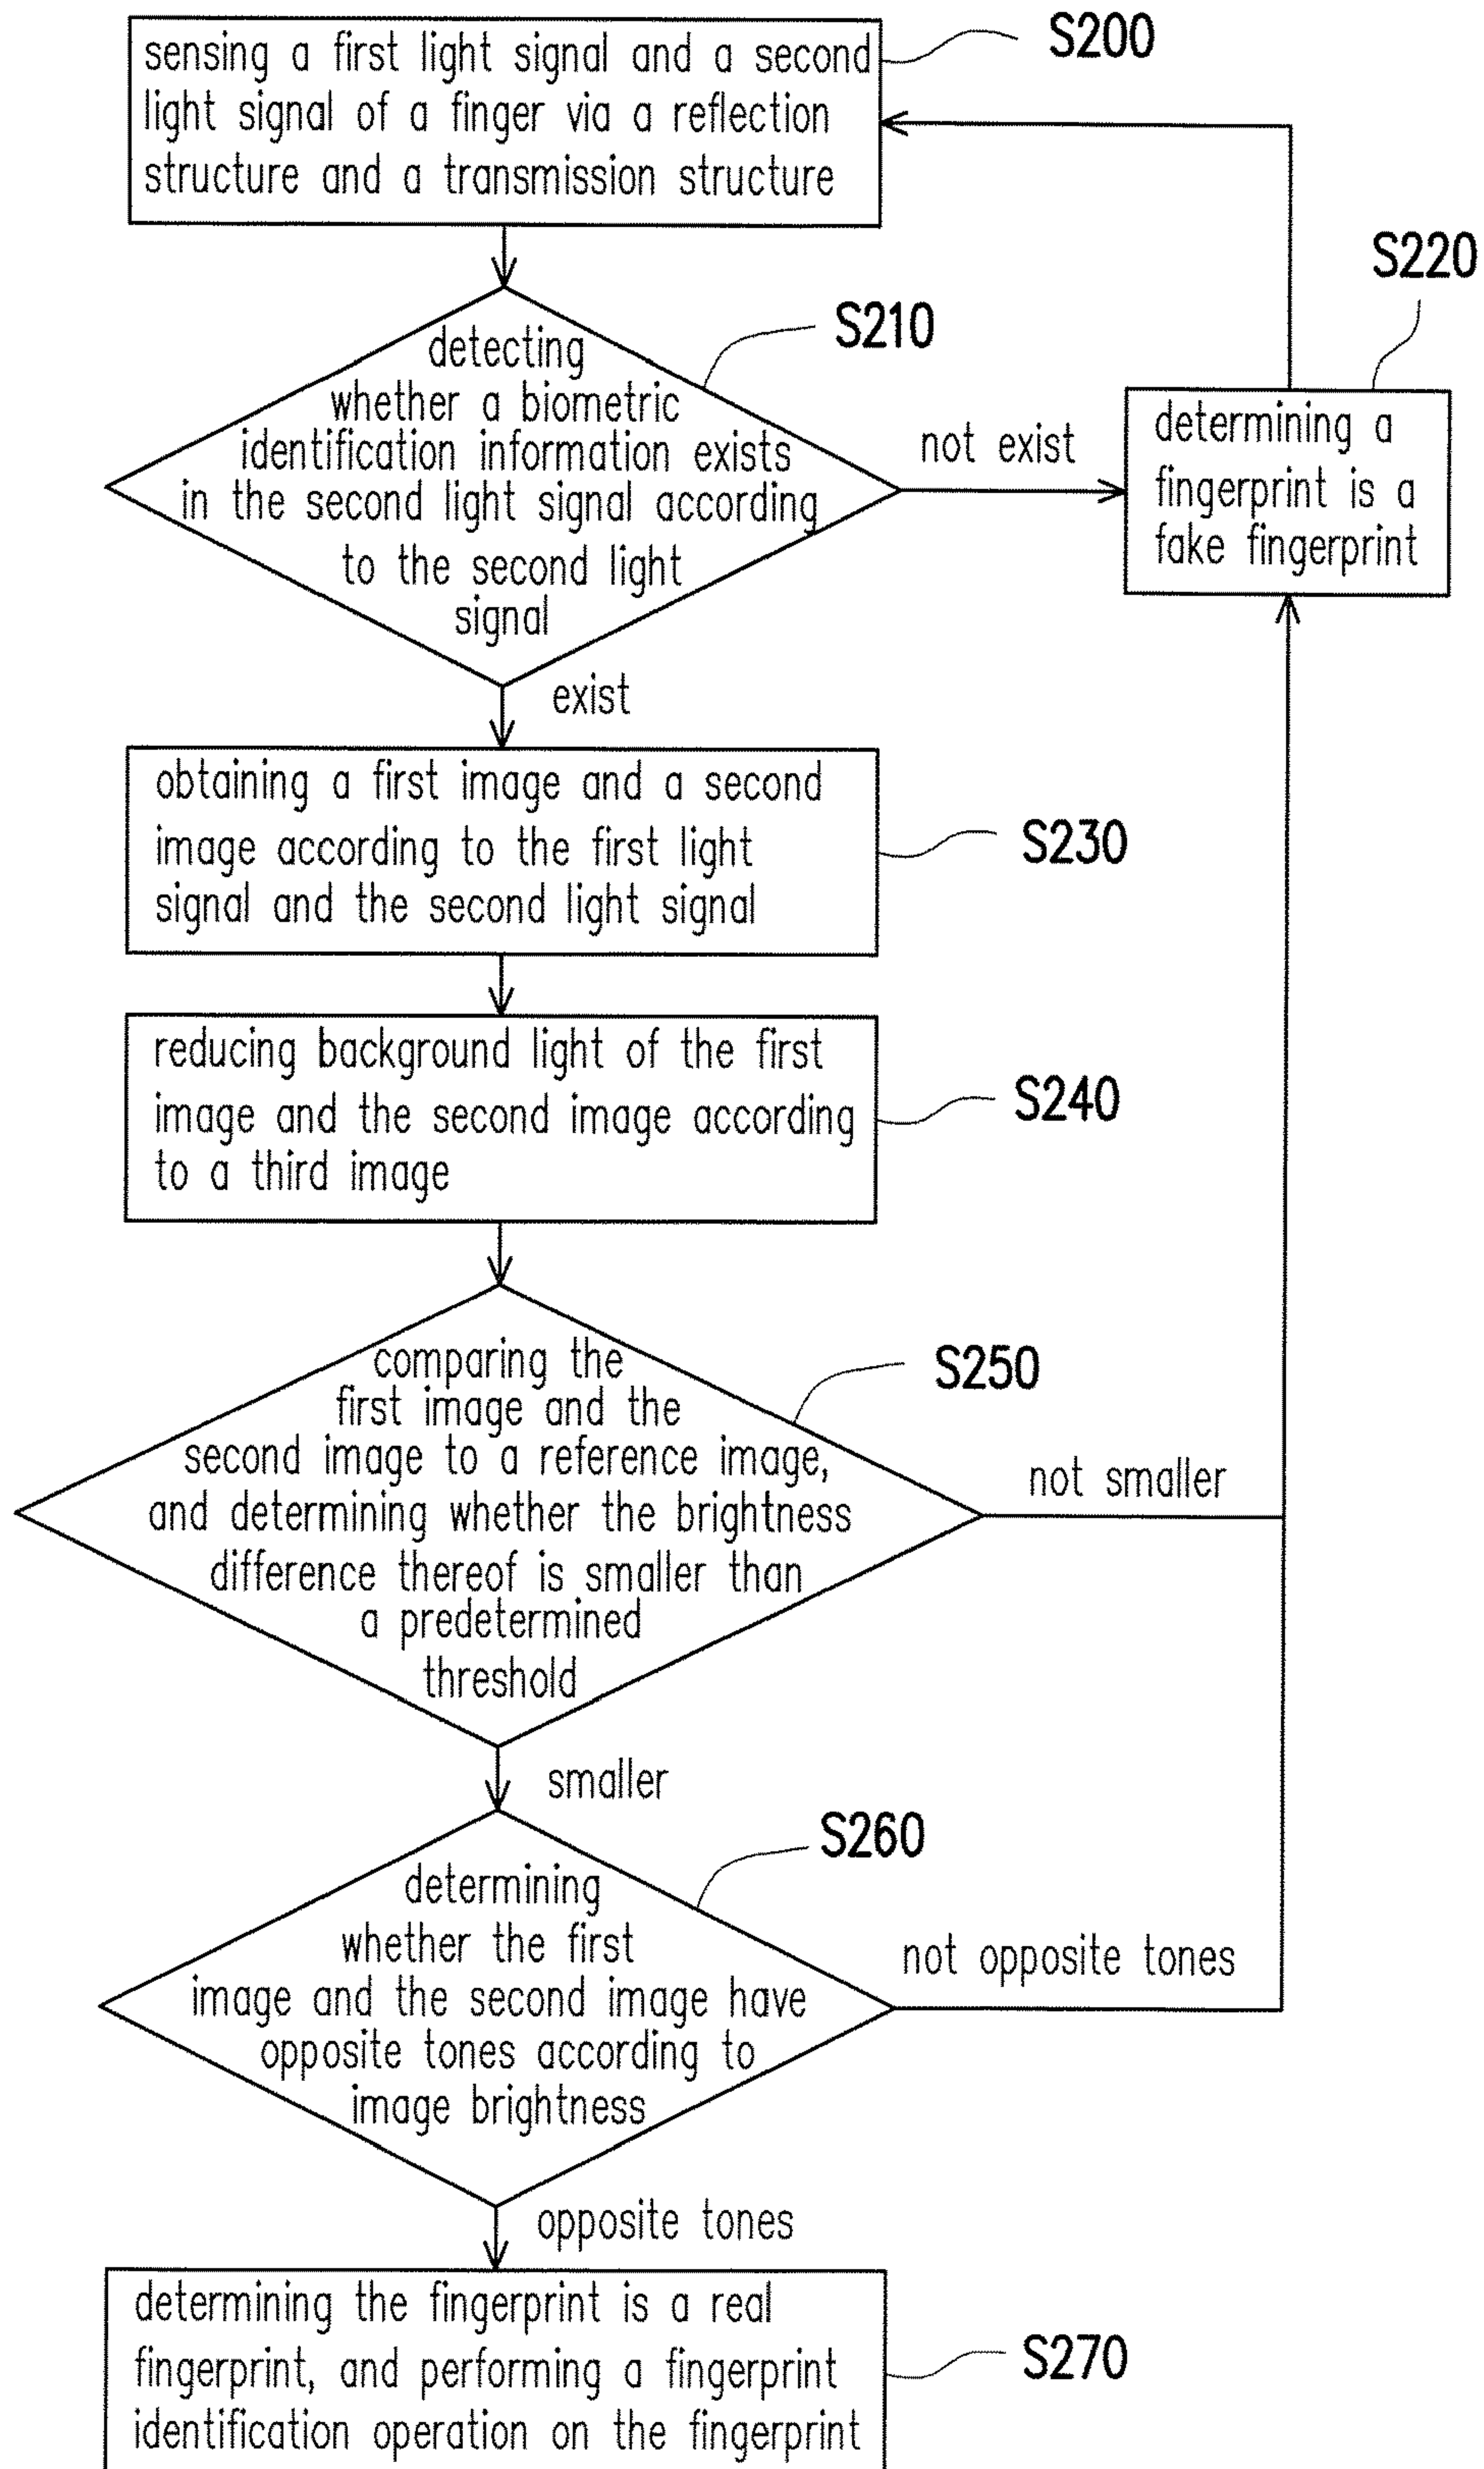 sensing a first light signal and a second
light signal of a finger via a reflection
structure and a transmission structure
S200
detecting
whether a biometric
identification information exists
in the second light signal according
to the second light
signal
S210
not exist
S220
determining a
fingerprint is a
fake fingerprint
exist
obtaining a first image and a second
image according to the first light
signal and the second light signal
S230
reducing background light of the first
image and the second image according
to a third image
S240
comparing the
first image and the
second image to a reference image,
and determining whether the brightness
difference thereof is smaller than
a predetermined
threshold
S250
not smaller
smaller
determining
whether the first
image and the second image have
opposite tones according to
image brightness
S260
not opposite tones
opposite tones
determining the fingerprint is a real
fingerprint, and performing a fingerprint
identification operation on the fingerprint
S270